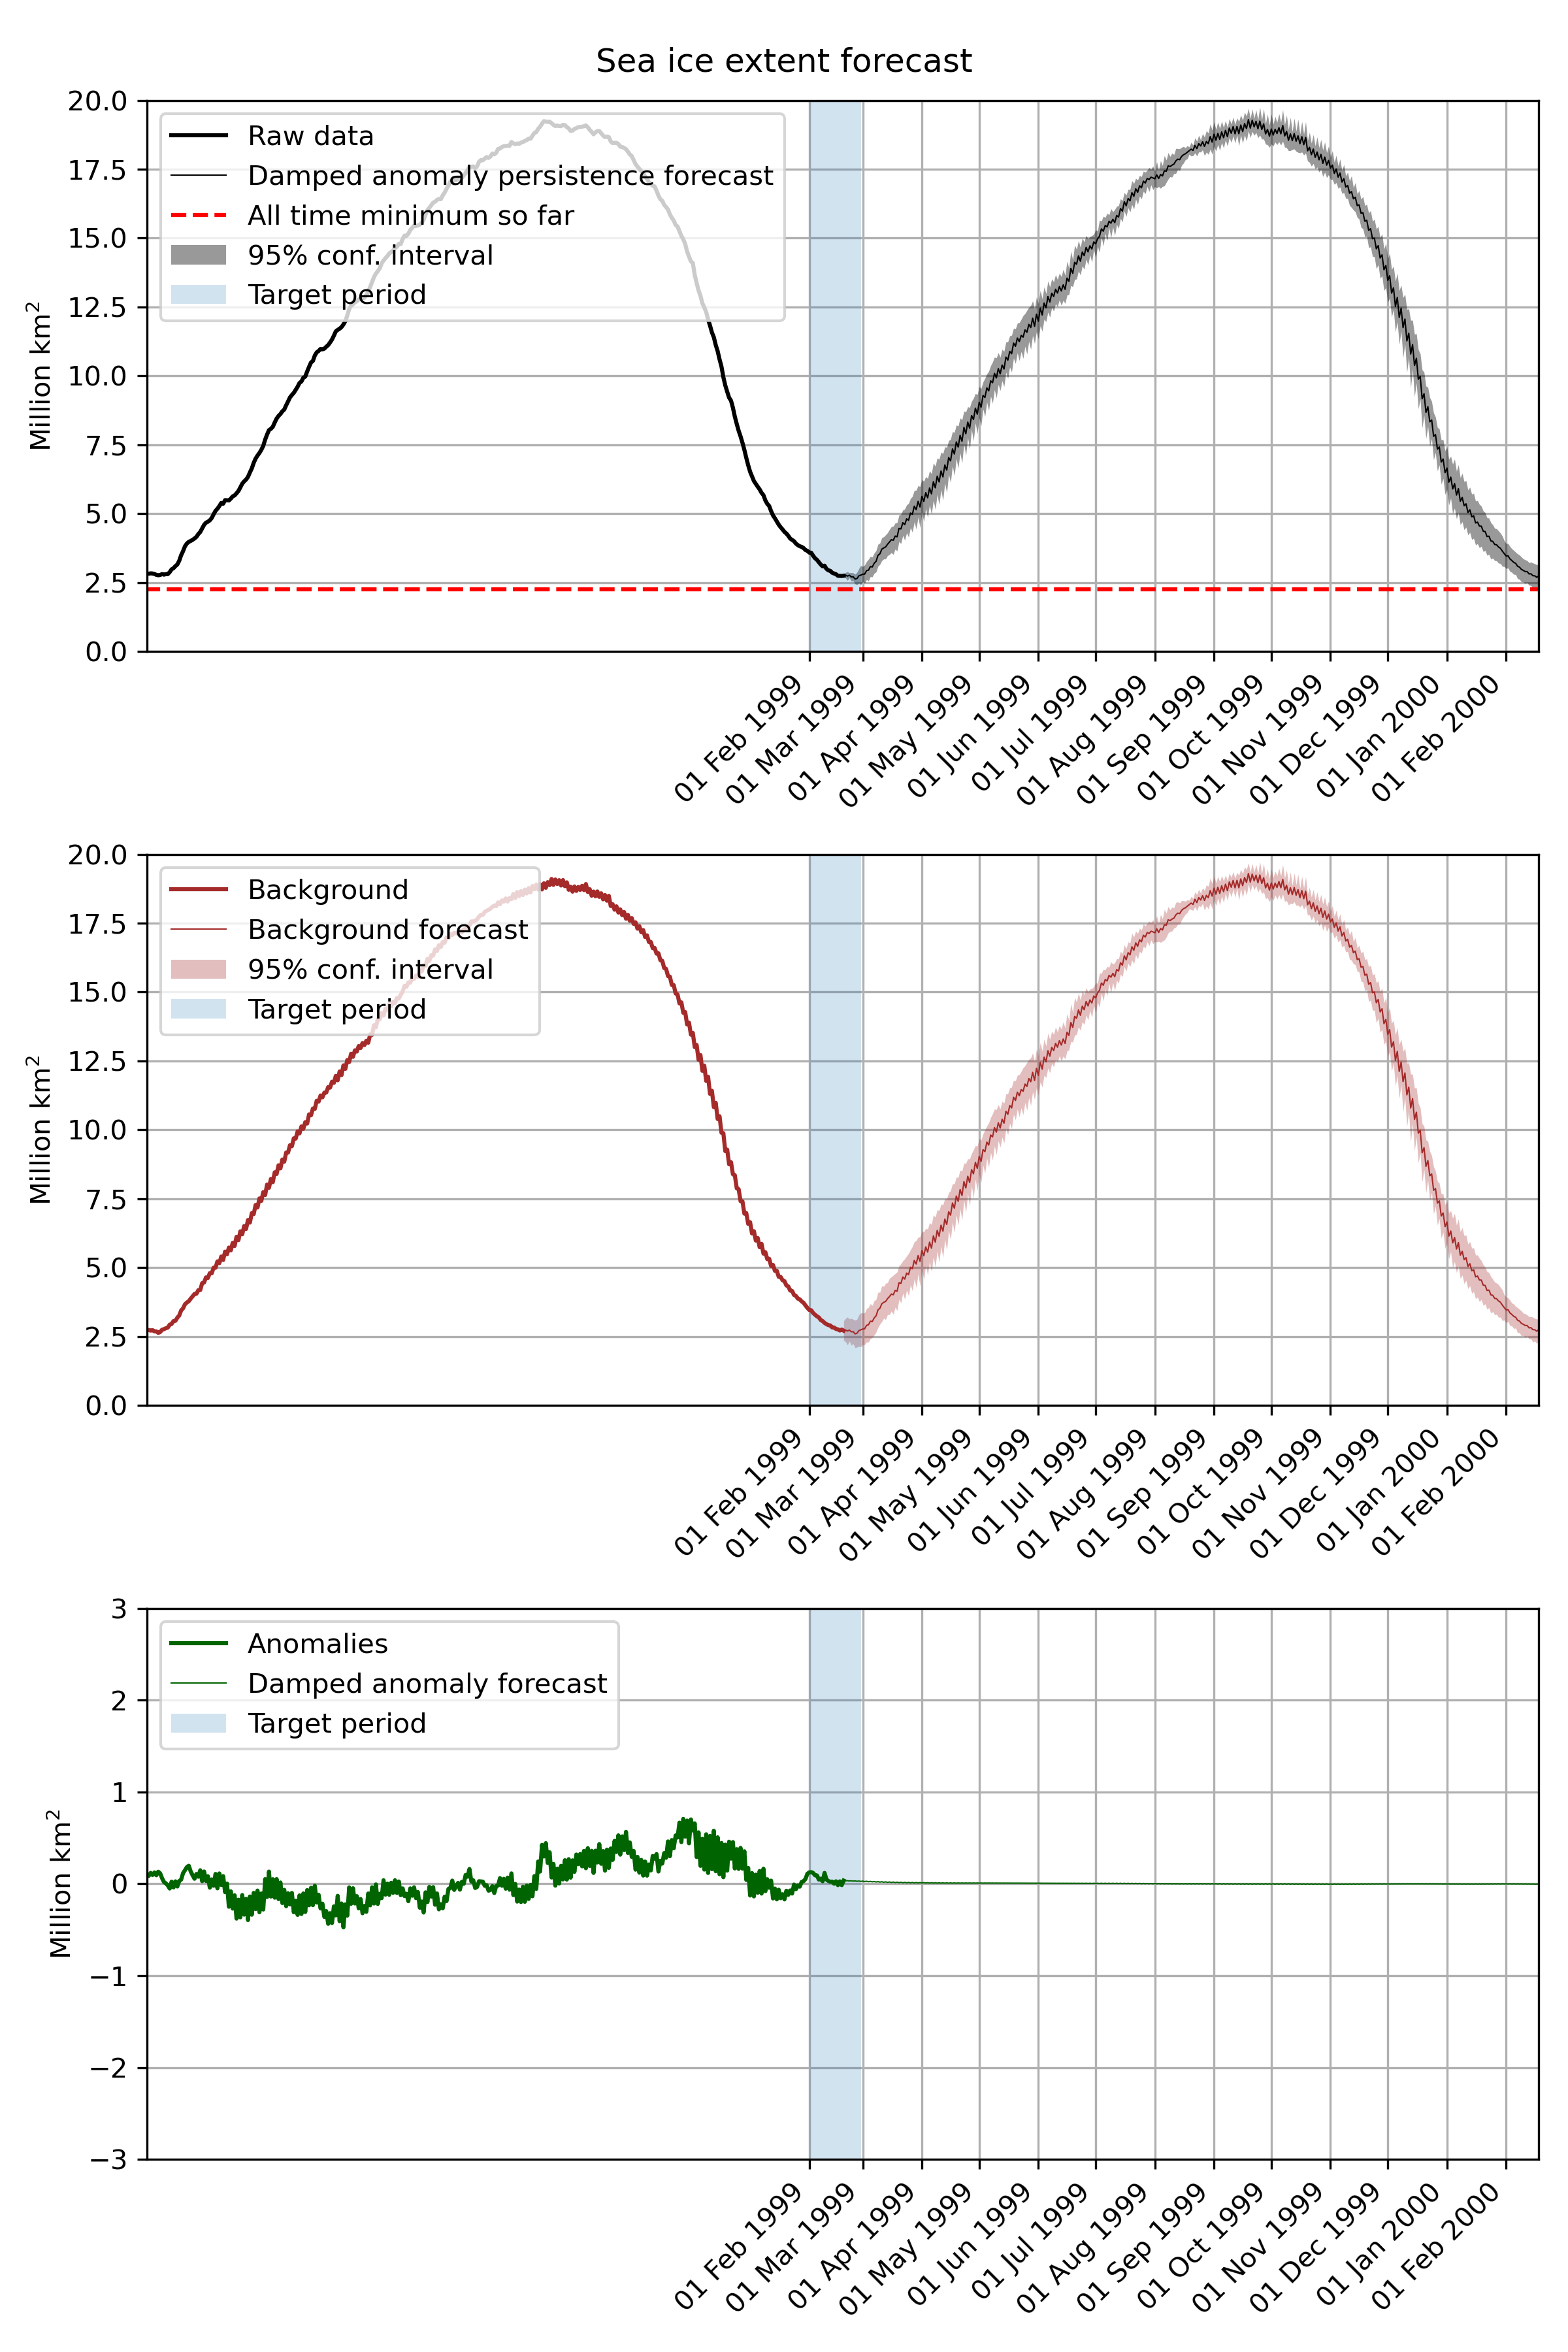 Sea ice extent forecast
20.0
17.5
15.0
12.5
10.0
7.5
5.0
2.5
0.0
Million km²
Raw data
Damped anomaly persistence forecast
All time minimum so far
95% conf. interval
Target period
01 Feb 1999
01 Mar 1999
01 Apr 1999
01 May 1999
01 Jun 1999
01 Jul 1999
01 Aug 1999
01 Sep 1999
01 Oct 1999
01 Nov 1999
01 Dec 1999
01 Jan 2000
01 Feb 2000
20.0
17.5
15.0
12.5
10.0
7.5
5.0
2.5
0.0
Million km²
Background
Background forecast
95% conf. interval
Target period
01 Feb 1999
01 Mar 1999
01 Apr 1999
01 May 1999
01 Jun 1999
01 Jul 1999
01 Aug 1999
01 Sep 1999
01 Oct 1999
01 Nov 1999
01 Dec 1999
01 Jan 2000
01 Feb 2000
3
2
1
0
−1
−2
−3
Million km²
Anomalies
Damped anomaly forecast
Target period
01 Feb 1999
01 Mar 1999
01 Apr 1999
01 May 1999
01 Jun 1999
01 Jul 1999
01 Aug 1999
01 Sep 1999
01 Oct 1999
01 Nov 1999
01 Dec 1999
01 Jan 2000
01 Feb 2000